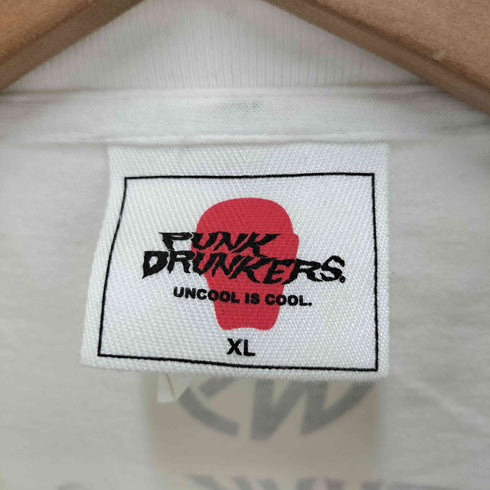 PUNK
DRUNKERS.
UNCOOL IS COOL.
XL